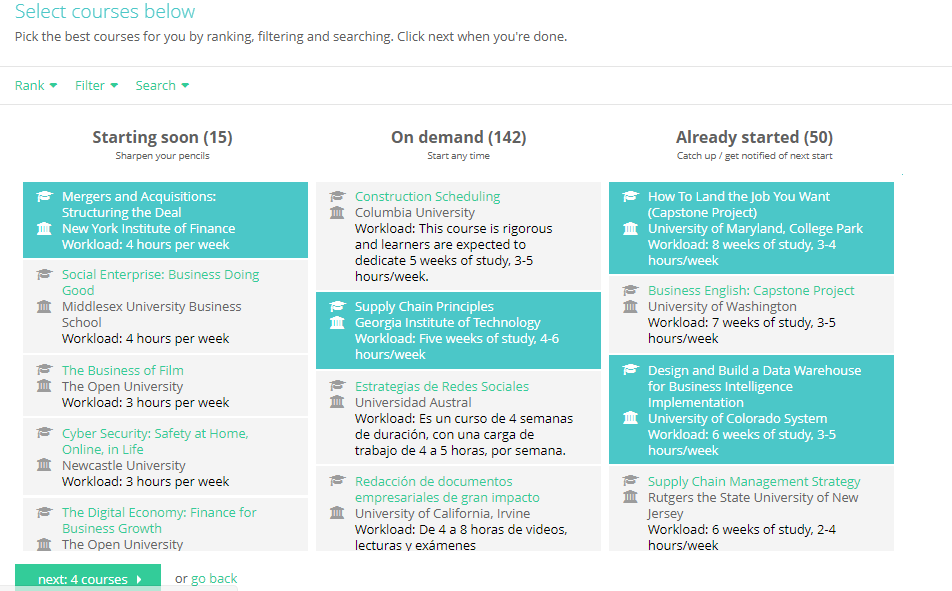 Select courses below
Pick the best courses for you by ranking, filtering and searching. Click next when you're done.
Rank Filter Search
Starting soon (15)
Sharpen your pencils
Mergers and Acquisitions:
Structuring the Deal
New York Institute of Finance
Workload: 4 hours per week
Social Enterprise: Business Doing
Good
Middlesex University Business
School
Workload: 4 hours per week
The Business of Film
The Open University
Workload: 3 hours per week
Cyber Security: Safety at Home,
Online, in Life
Newcastle University
Workload: 3 hours per week
The Digital Economy: Finance for
Business Growth
The Open University
On demand (142)
Start any time
Construction Scheduling
Columbia University
Workload: This course is rigorous
and learners are expected to
dedicate 5 weeks of study, 3-5
hours/week.
Supply Chain Principles
Georgia Institute of Technology
Workload: Five weeks of study, 4-6
hours/week
Estrategias de Redes Sociales
Universidad Austral
Workload: Es un curso de 4 semanas
de duración, con una carga de
trabajo de 4 a 5 horas, por semana.
Redacción de documentos
empresariales de gran impacto
University of California, Irvine
Workload: De 4 a 8 horas de videos,
lecturas y exámenes
Already started (50)
Catch up / get notified of next start
How To Land the Job You Want
(Capstone Project)
University of Maryland, College Park
Workload: 8 weeks of study, 3-4
hours/week
Business English: Capstone Project
University of Washington
Workload: 7 weeks of study, 3-5
hours/week
Design and Build a Data Warehouse
for Business Intelligence
Implementation
University of Colorado System
Workload: 6 weeks of study, 3-5
hours/week
Supply Chain Management Strategy
Rutgers the State University of New
Jersey
Workload: 6 weeks of study, 2-4
hours/week
next: 4 courses or go back